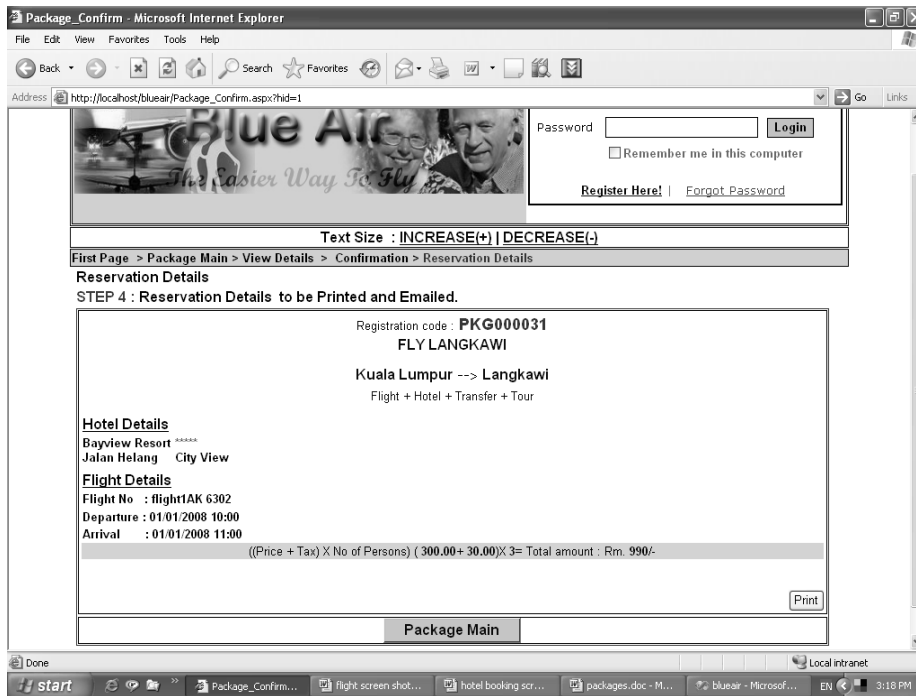 Package_Confirm - Microsoft Internet Explorer
File Edit View Favorites Tools Help
Back Search Favorites
Address http://localhost/blueair/Package_Confirm.aspx?hid=1 Go Links
Blue Air
The Easier Way To Fly
Password Login
Remember me in this computer
Register Here! | Forgot Password
Text Size : INCREASE(+) | DECREASE(-)
First Page > Package Main > View Details > Confirmation > Reservation Details
Reservation Details
STEP 4 : Reservation Details to be Printed and Emailed.
Registration code : PKG000031
FLY LANGKAWI
Kuala Lumpur --> Langkawi
Flight + Hotel + Transfer + Tour
Hotel Details
Bayview Resort *****
Jalan Helang City View
Flight Details
Flight No : flight1AK 6302
Departure : 01/01/2008 10:00
Arrival : 01/01/2008 11:00
((Price + Tax) X No of Persons) ( 300.00+ 30.00)X 3= Total amount : Rm. 990/-
Print
Package Main
Done Local intranet
start Package_Confirm... flight screen shot... hotel booking scr... packages.doc - M... blueair - Microsof... EN 3:18 PM